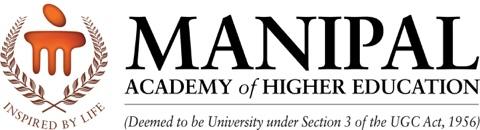 INSPIRED BY LIFE
MANIPAL
ACADEMY of HIGHER EDUCATION
(Deemed to be University under Section 3 of the UGC Act, 1956)